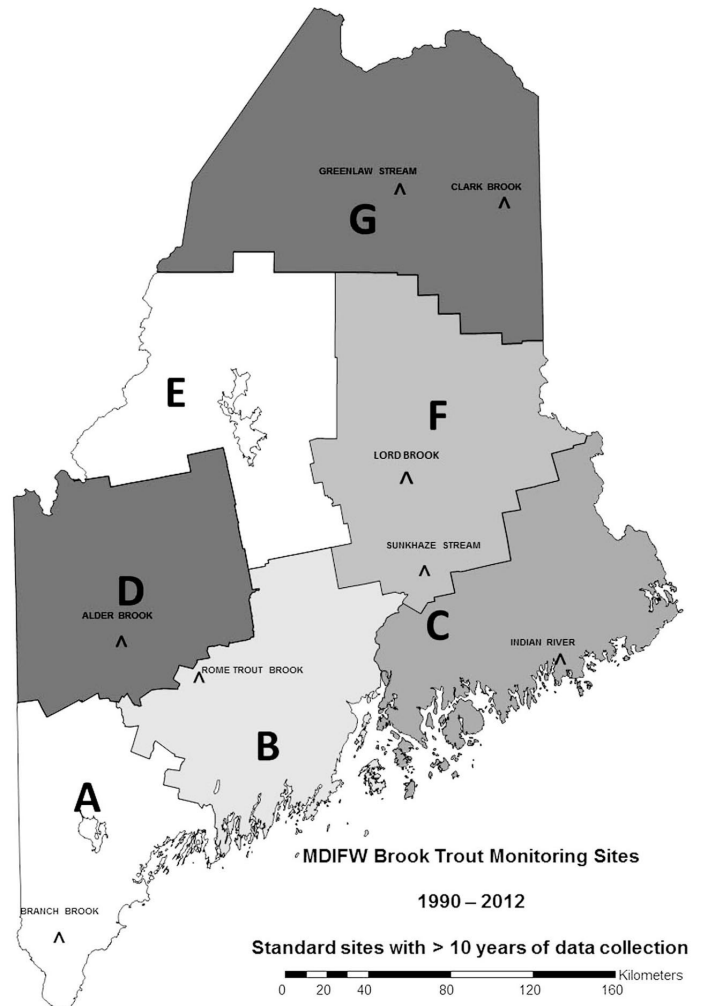 GREENLAW STREAM
CLARK BROOK
G
E
F
LORD BROOK
SUNKHAZE STREAM
D
ALDER BROOK
C
INDIAN RIVER
ROME TROUT BROOK
B
A
MDIFW Brook Trout Monitoring Sites
1990 – 2012
BRANCH BROOK
Standard sites with > 10 years of data collection
Kilometers
0 20 40 80 120 160